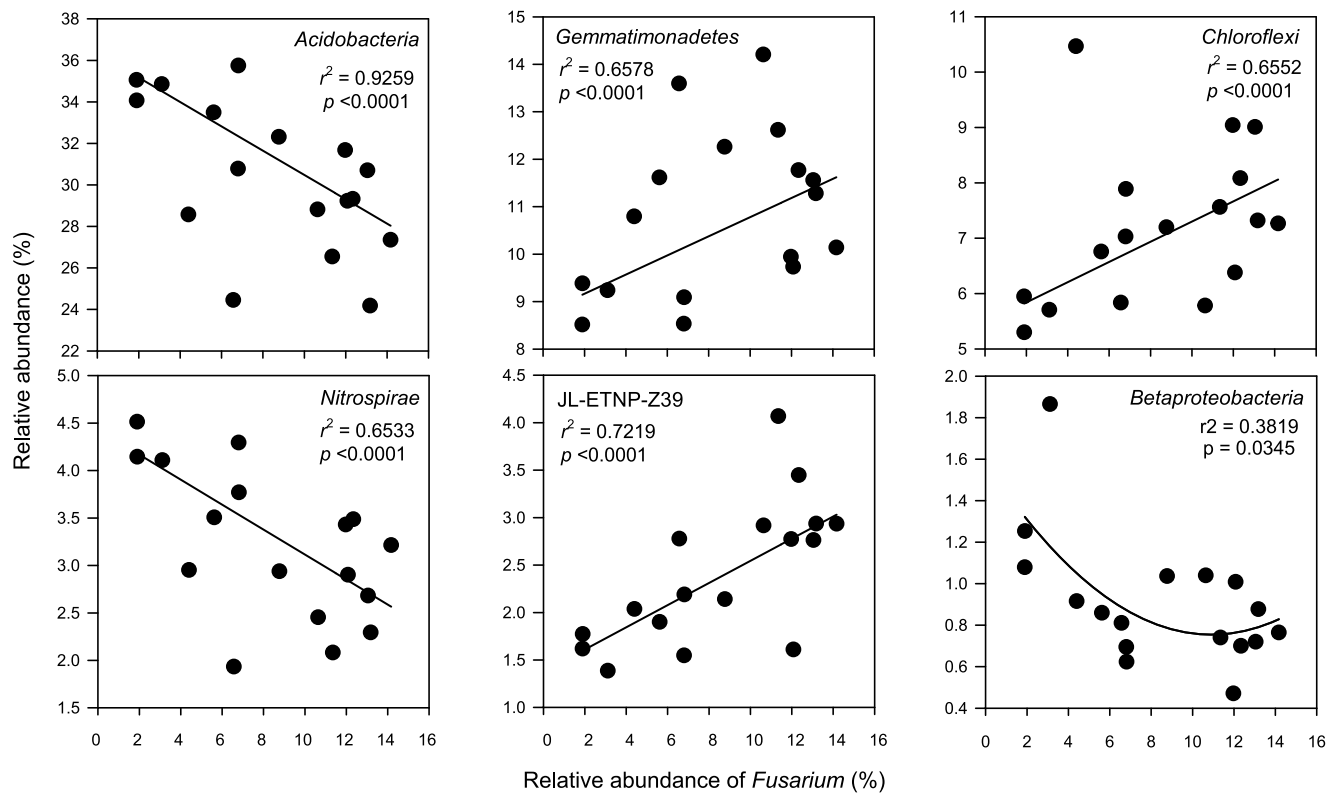 Relative abundance (%)
38
36
34
32
30
28
26
24
22
Acidobacteria
r² = 0.9259
p <0.0001
15
14
13
12
11
10
9
8
Gemmatimonadetes
r² = 0.6578
p <0.0001
11
10
9
8
7
6
5
Chloroflexi
r² = 0.6552
p <0.0001
5.0
4.5
4.0
3.5
3.0
2.5
2.0
1.5
Nitrospirae
r² = 0.6533
p <0.0001
0 2 4 6 8 10 12 14 16
4.5
4.0
3.5
3.0
2.5
2.0
1.5
1.0
JL-ETNP-Z39
r² = 0.7219
p <0.0001
0 2 4 6 8 10 12 14 16
2.0
1.8
1.6
1.4
1.2
1.0
0.8
0.6
0.4
Betaproteobacteria
r2 = 0.3819
p = 0.0345
0 2 4 6 8 10 12 14 16
Relative abundance of Fusarium (%)